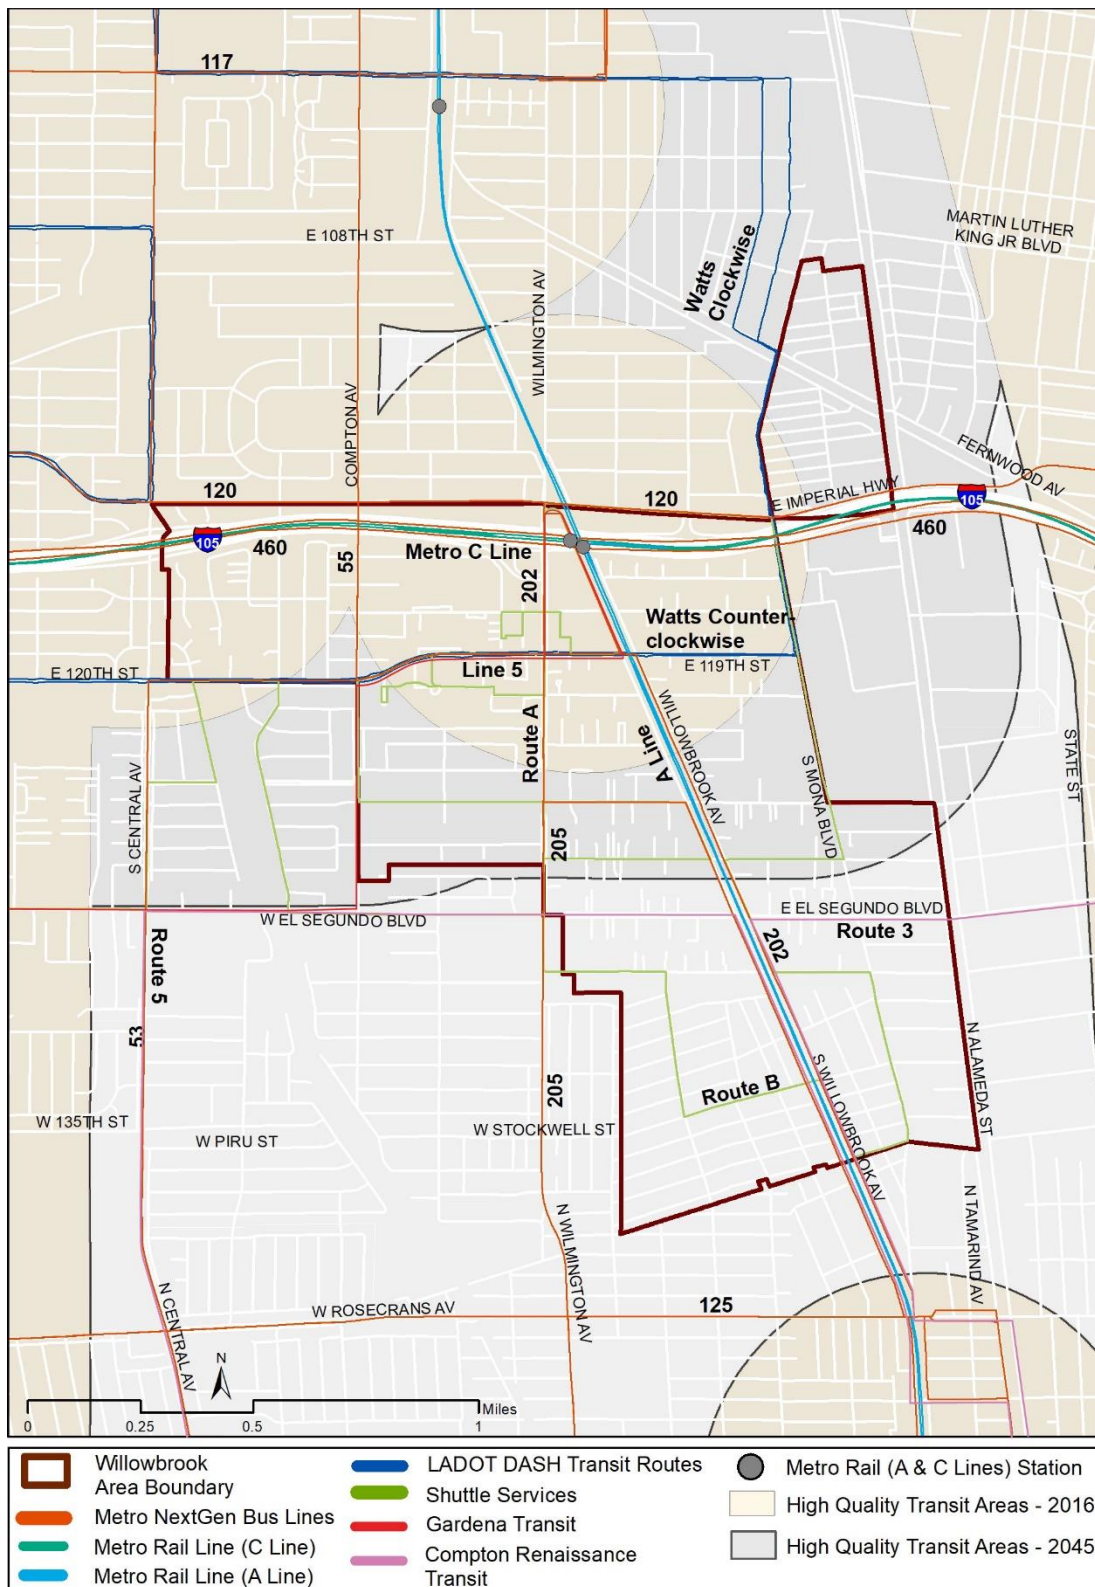 117
MARTIN LUTHER
KING JR BLVD
E 108TH ST
Watts
Clockwise
WILMINGTON AV
COMPTON AV
FERNWOOD AV
120
120
E IMPERIAL HWY
105
105
460
460
Metro C Line
55
202
Watts Counter-
clockwise
E 120TH ST
Line 5
E 119TH ST
Route A
A Line
WILLOWBROOK AV
S MONA BLVD
STATE ST
S CENTRAL AV
205
W EL SEGUNDO BLVD
E EL SEGUNDO BLVD
Route 3
202
Route 5
53
205
Route B
S WILLOWBROOK AV
N ALAMEDA ST
W 135TH ST
W PIRU ST
W STOCKWELL ST
N TAMARIND AV
N WILMINGTON AV
N CENTRAL AV
W ROSECRANS AV
125
N
Miles
0
0.25
0.5
1
Willowbrook
Area Boundary
Metro NextGen Bus Lines
Metro Rail Line (C Line)
Metro Rail Line (A Line)
LADOT DASH Transit Routes
Shuttle Services
Gardena Transit
Compton Renaissance
Transit
Metro Rail (A & C Lines) Station
High Quality Transit Areas - 2016
High Quality Transit Areas - 2045